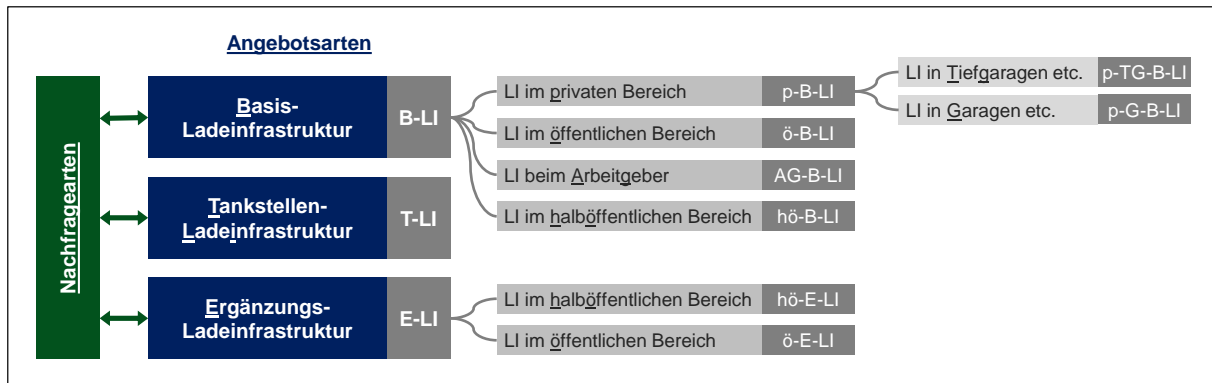 Angebotsarten
Nachfragearten
Basis-
Ladeinfrastruktur
B-LI
LI im privaten Bereich
p-B-LI
LI in Tiefgaragen etc.
p-TG-B-LI
LI in Garagen etc.
p-G-B-LI
LI im öffentlichen Bereich
ö-B-LI
LI beim Arbeitgeber
AG-B-LI
LI im halböffentlichen Bereich
hö-B-LI
Tankstellen-
Ladeinfrastruktur
T-LI
Ergänzungs-
Ladeinfrastruktur
E-LI
LI im halböffentlichen Bereich
hö-E-LI
LI im öffentlichen Bereich
ö-E-LI